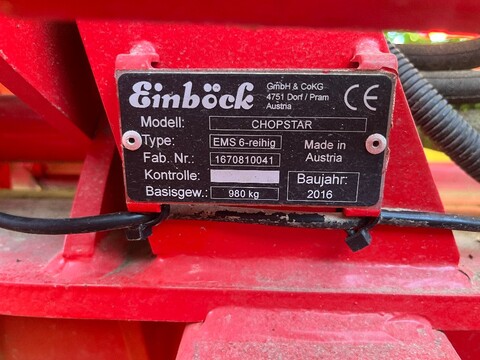 Einböck
GmbH & CoKG
4751 Dorf / Pram
Austria
CE
Modell: CHOPSTAR
Type: EMS 6-reihig
Made in
Austria
Fab. Nr.: 1670810041
Kontrolle:
Baujahr:
2016
Basisgew.: 980 kg